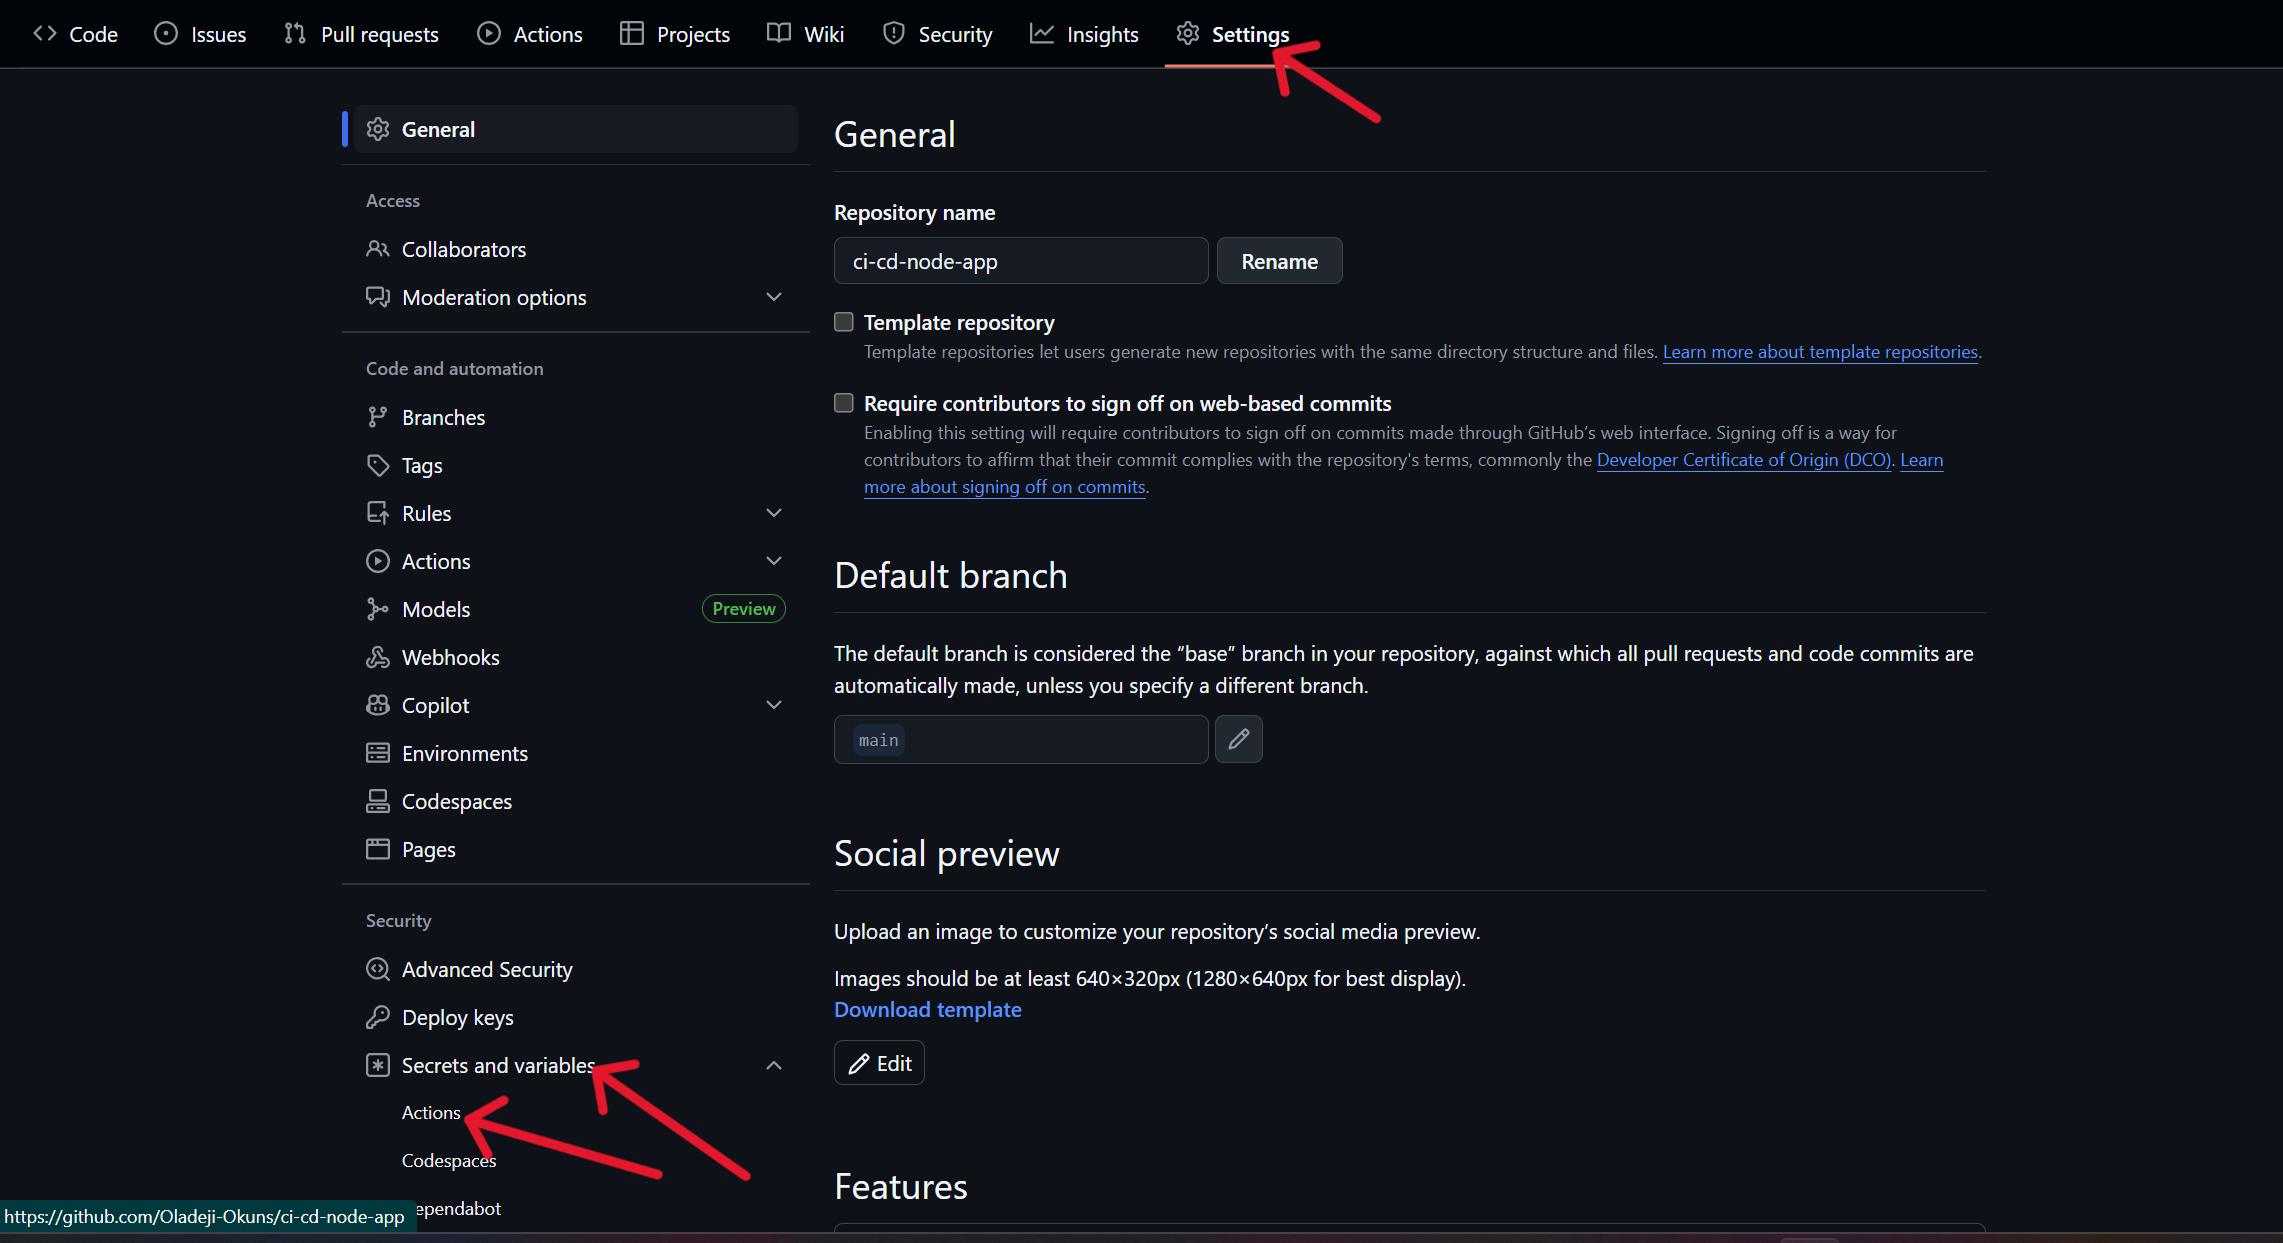 Code Issues Pull requests Actions Projects Wiki Security Insights Settings
General
Access
Collaborators
Moderation options
Code and automation
Branches
Tags
Rules
Actions
Models Preview
Webhooks
Copilot
Environments
Codespaces
Pages
Security
Advanced Security
Deploy keys
Secrets and variables
Actions
Codespaces
ependabot
https://github.com/Oladeji-Okuns/ci-cd-node-app
General
Repository name
ci-cd-node-app Rename
Template repository
Template repositories let users generate new repositories with the same directory structure and files. Learn more about template repositories.
Require contributors to sign off on web-based commits
Enabling this setting will require contributors to sign off on commits made through GitHub’s web interface. Signing off is a way for
contributors to affirm that their commit complies with the repository's terms, commonly the Developer Certificate of Origin (DCO). Learn
more about signing off on commits.
Default branch
The default branch is considered the “base” branch in your repository, against which all pull requests and code commits are
automatically made, unless you specify a different branch.
main
Social preview
Upload an image to customize your repository’s social media preview.
Images should be at least 640×320px (1280×640px for best display).
Download template
Edit
Features